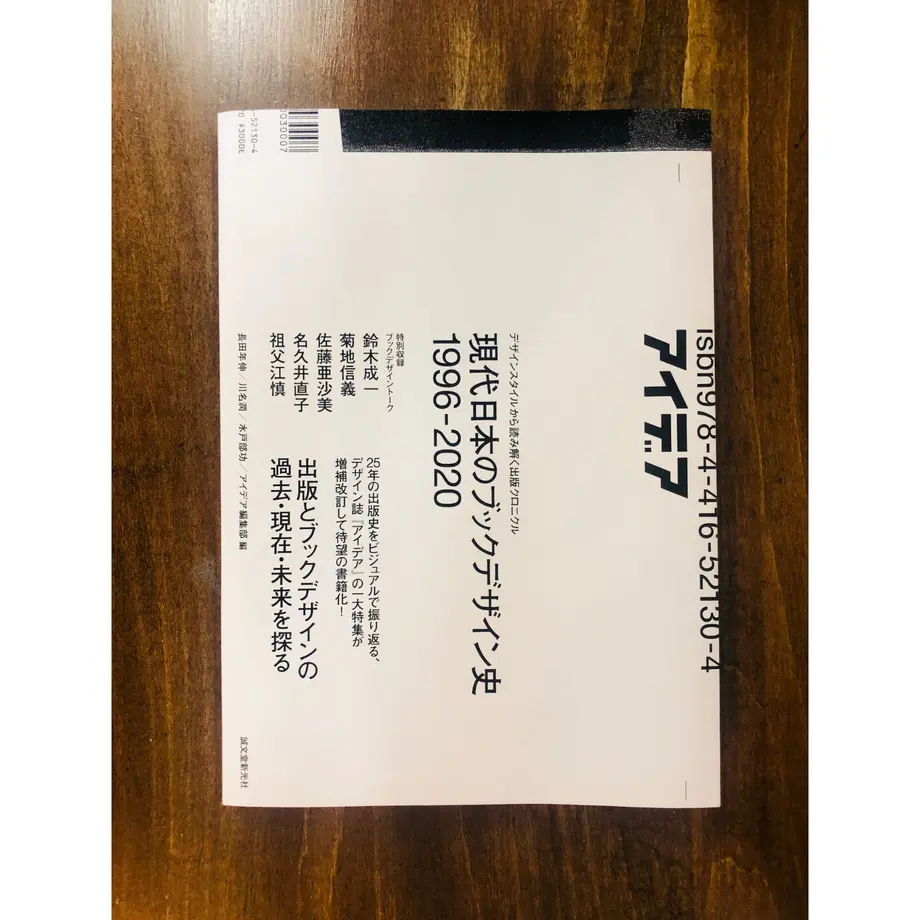 isbn978-4-416-52130-4
アイデア
デザインスタイルから読み解く出版クロニクル
現代日本のブックデザイン史
1996-2020
特別収録
ブックデザイントーク
鈴木成一
菊地信義
佐藤亜沙美
名久井直子
祖父江慎
25年の出版史をビジュアルで振り返る、
デザイン誌『アイデア』の一大特集が
増補改訂して待望の書籍化!
出版とブックデザインの
過去・現在・未来を探る
長田年伸/川名潤/水戸部功/アイデア編集部 編
誠文堂新光社
0030007
-52130-4
0 ¥3000E